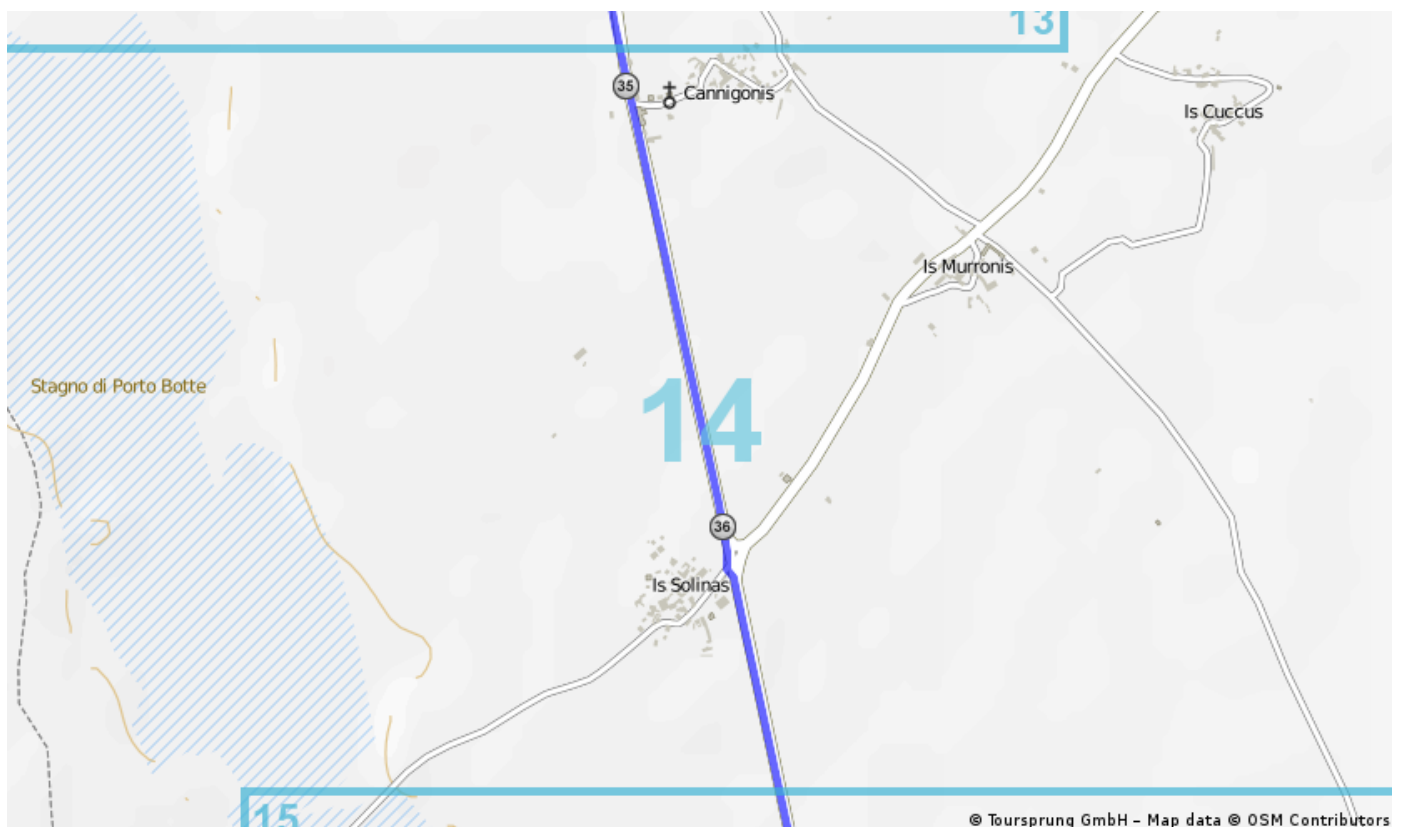 13
35
Cannigonis
Is Cuccus
Is Murronis
Stagno di Porto Botte
14
36
Is Solinas
15
© Toursprung GmbH – Map data © OSM Contributors